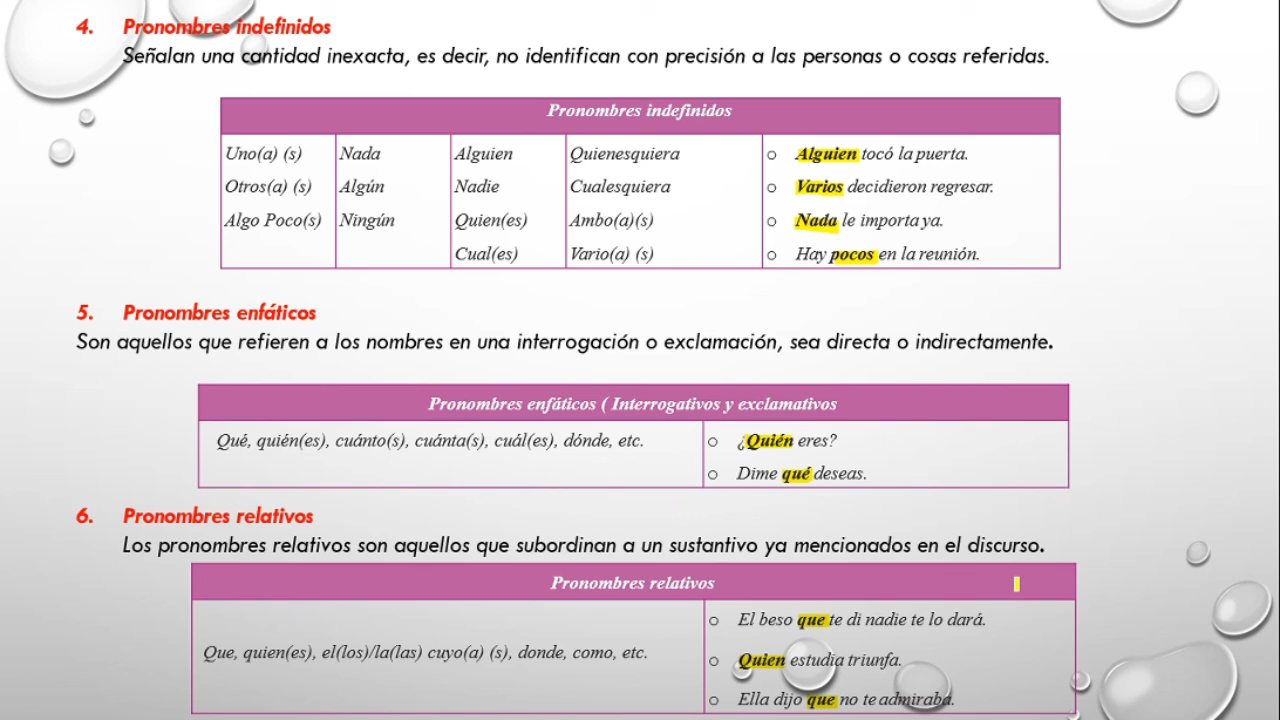 4. Pronombres indefinidos
Señalan una cantidad inexacta, es decir, no identifican con precisión a las personas o cosas referidas.
Pronombres indefinidos
Uno(a) (s) Nada Alguien Quienesquiera o Alguien tocó la puerta.
Otros(a) (s) Algún Nadie Cualesquiera o Varios decidieron regresar.
Algo Poco(s) Ningún Quien(es) Ambo(a)(s) o Nada le importa ya.
Cual(es) Vario(a) (s) o Hay pocos en la reunión.
5. Pronombres enfáticos
Son aquellos que refieren a los nombres en una interrogación o exclamación, sea directa o indirectamente.
Pronombres enfáticos ( Interrogativos y exclamativos
Qué, quién(es), cuánto(s), cuánta(s), cuál(es), dónde, etc. o ¿Quién eres?
o Dime qué deseas.
6. Pronombres relativos
Los pronombres relativos son aquellos que subordinan a un sustantivo ya mencionados en el discurso.
Pronombres relativos
o El beso que te di nadie te lo dará.
Que, quien(es), el(los)/la(las) cuyo(a) (s), donde, como, etc. o Quien estudia triunfa.
o Ella dijo que no te admiraba.